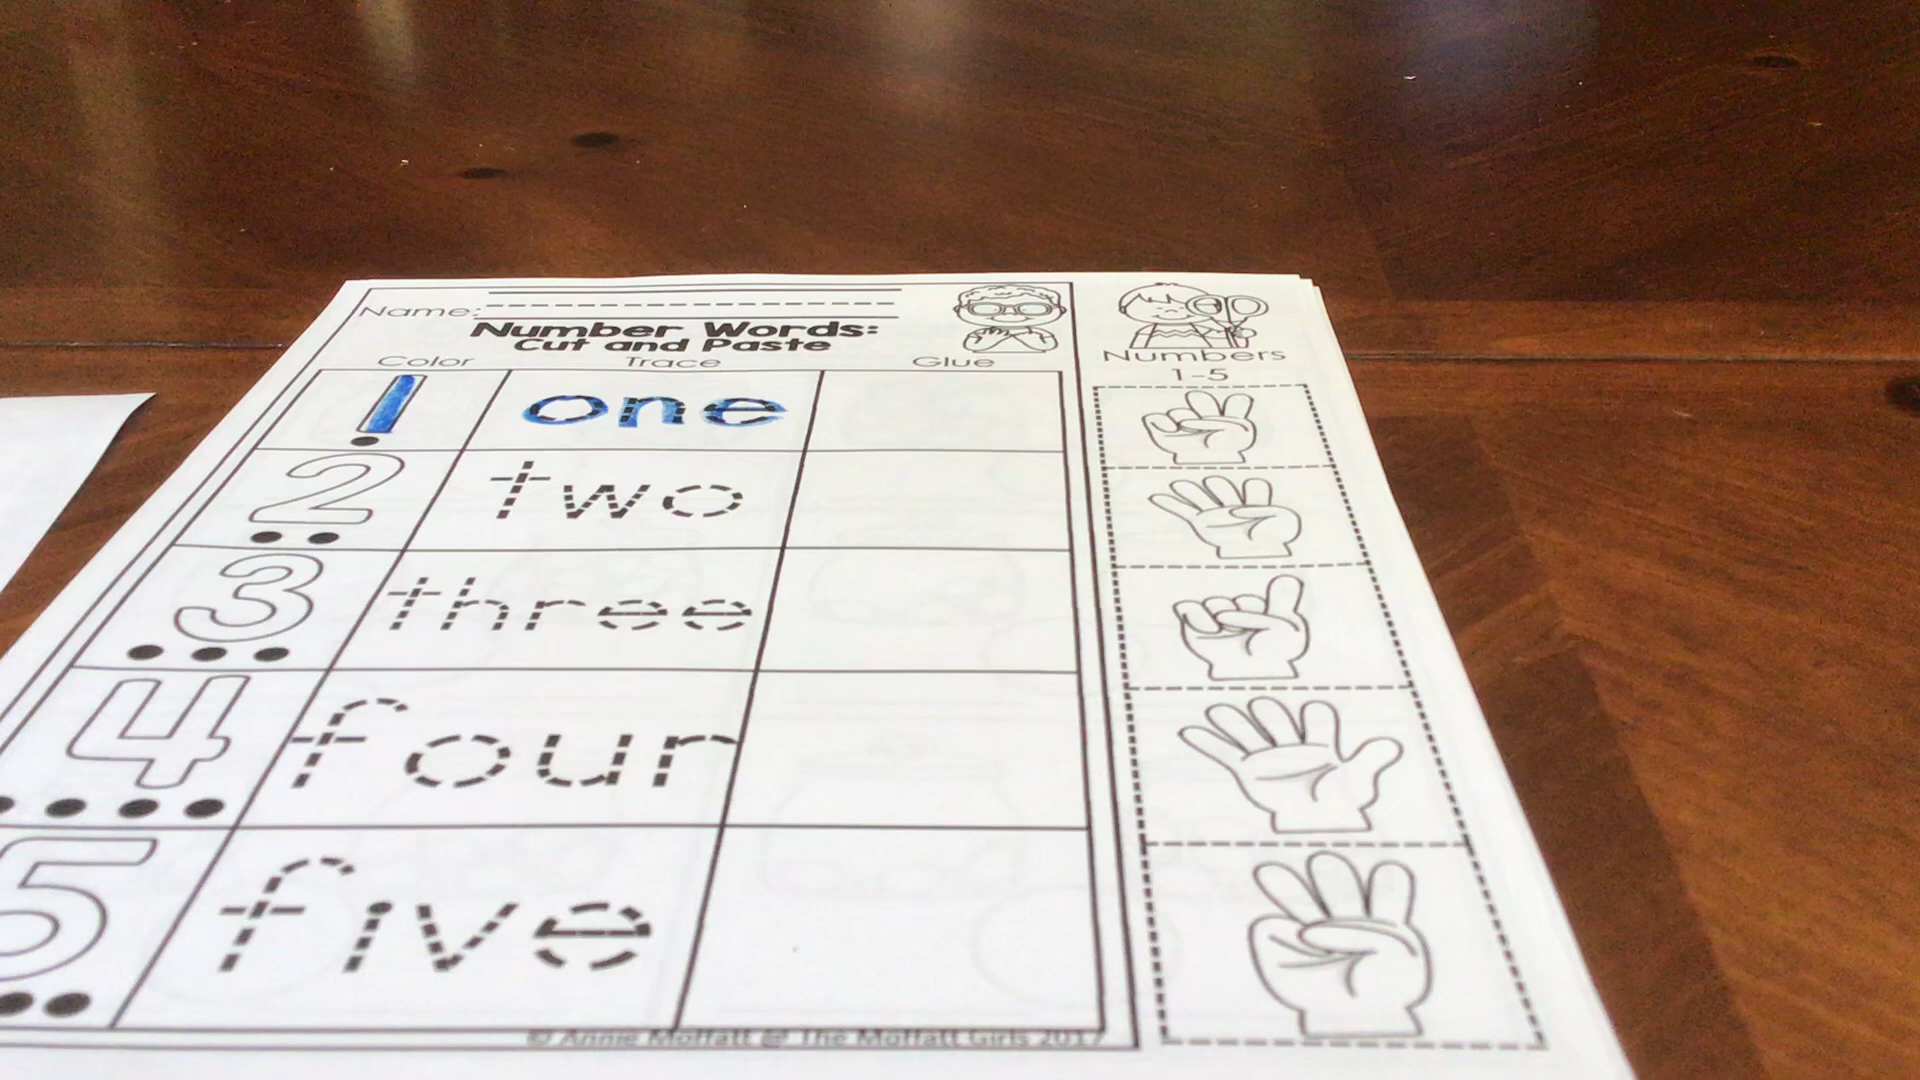 Name:
Number Words:
Cut and Paste
Color Trace Glue
1 one
2 two
3 three
4 four
5 five
© Annie Moffatt @ The Moffatt Girls 2017
Numbers
1-5